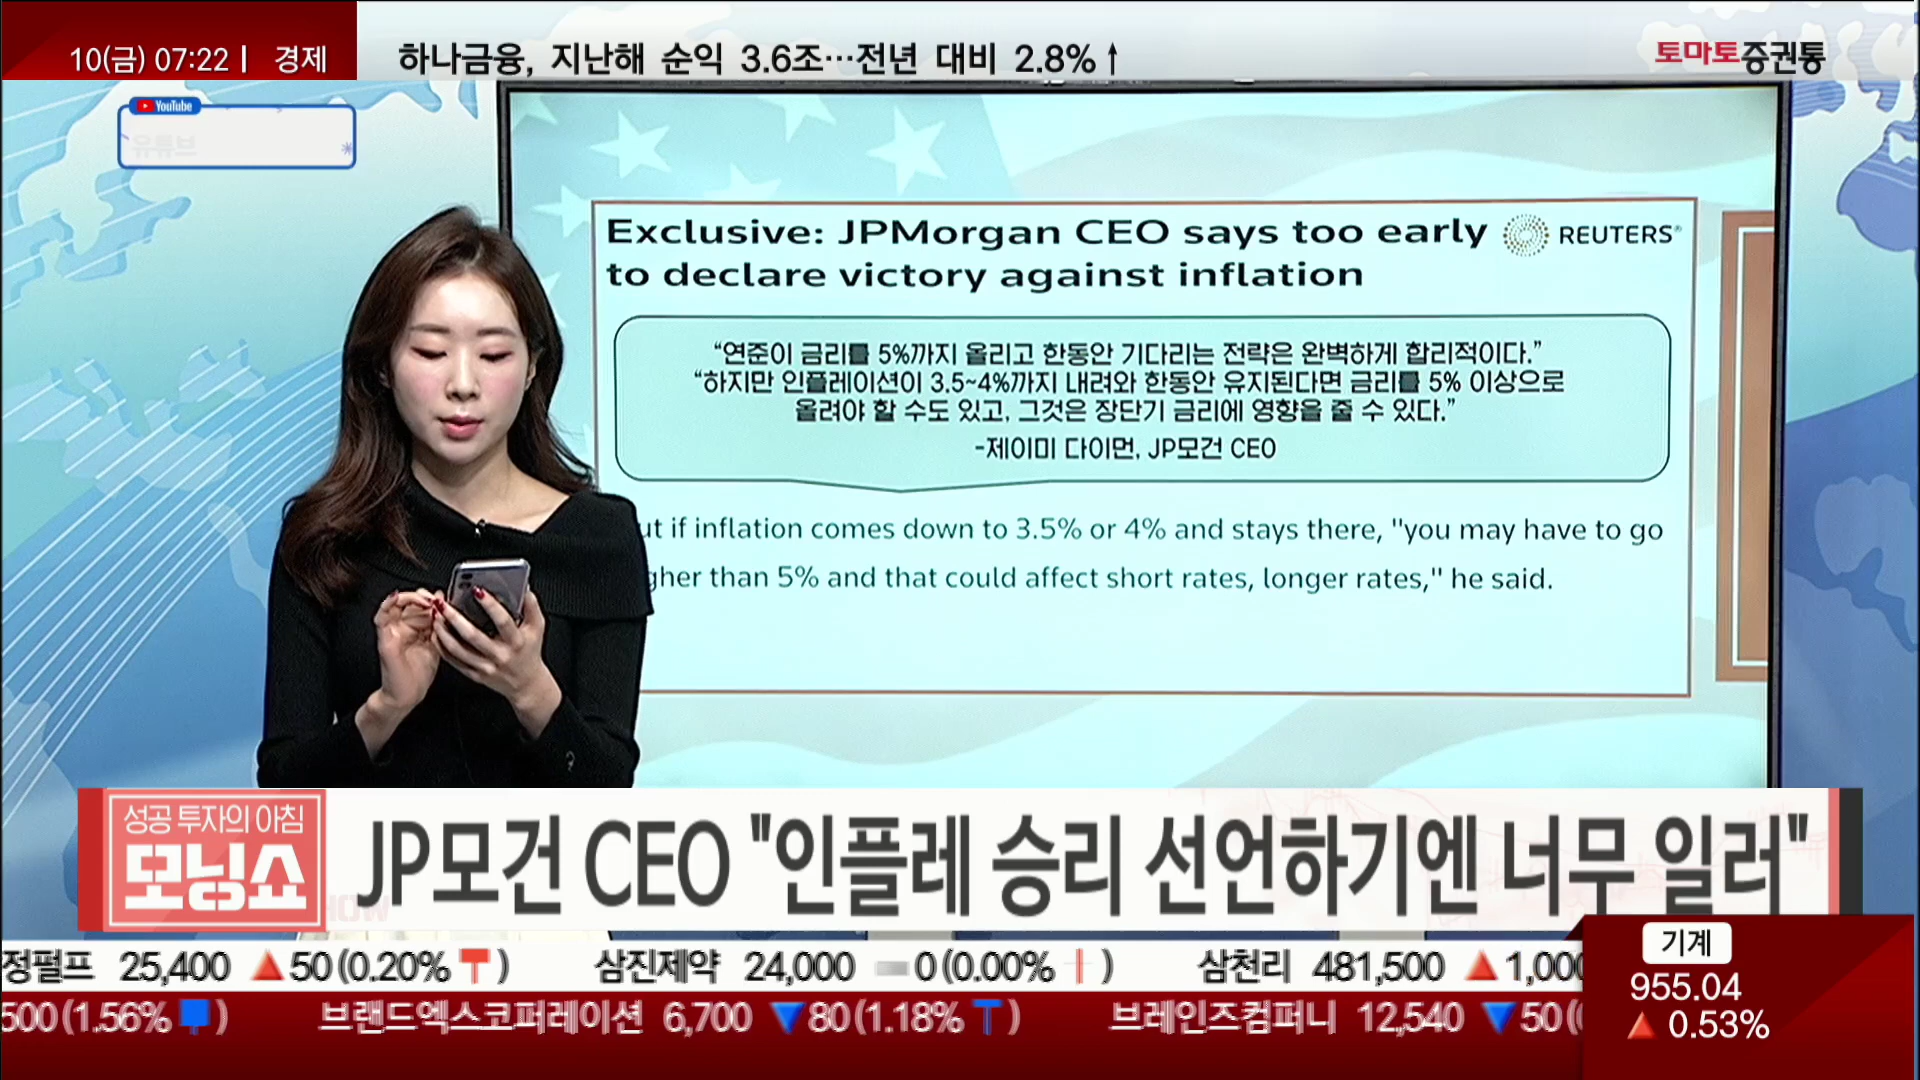 10(금) 07:22 | 경제
하나금융, 지난해 순익 3.6조···전년 대비 2.8%↑
토마토증권통
YouTube
유튜브
Exclusive: JPMorgan CEO says too early
to declare victory against inflation
REUTERS
“연준이 금리를 5%까지 올리고 한동안 기다리는 전략은 완벽하게 합리적이다.”
“하지만 인플레이션이 3.5~4%까지 내려와 한동안 유지된다면 금리를 5% 이상으로
올려야 할 수도 있고, 그것은 장단기 금리에 영향을 줄 수 있다.”
-제이미 다이먼, JP모건 CEO
ut if inflation comes down to 3.5% or 4% and stays there, "you may have to go
gher than 5% and that could affect short rates, longer rates," he said.
성공 투자의 아침
모닝쇼
JP모건 CEO "인플레 승리 선언하기엔 너무 일러"
정펄프 25,400 ▲50(0.20%) 삼진제약 24,000 0(0.00%) 삼천리 481,500 ▲1,000
500(1.56%) 브랜드엑스코퍼레이션 6,700 ▼80(1.18%) 브레인즈컴퍼니 12,540 ▼50(
기계
955.04
▲ 0.53%